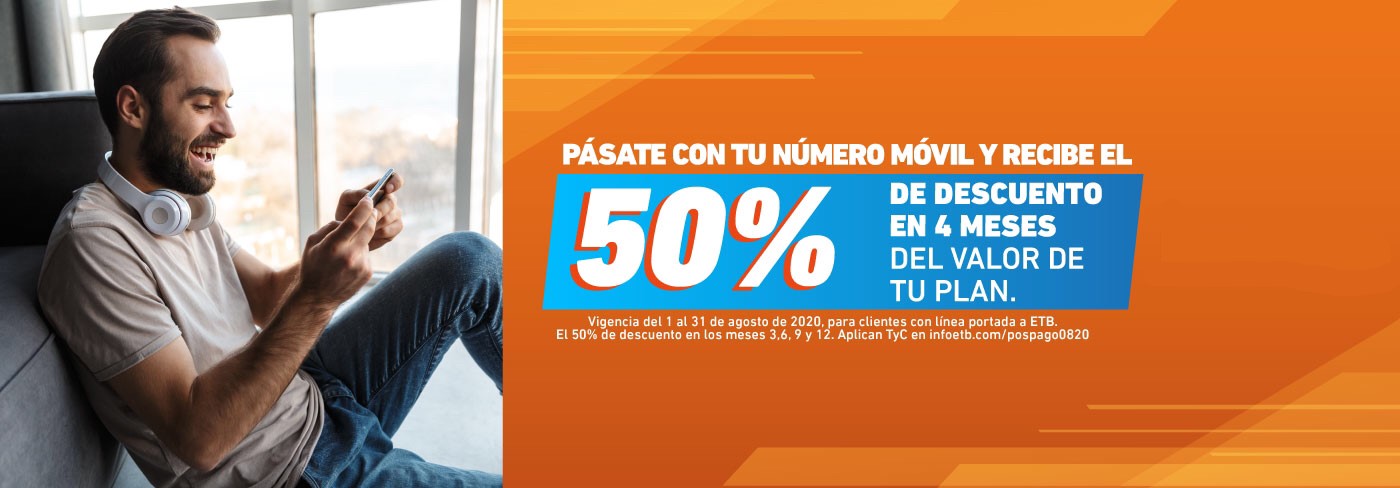 PÁSATE CON TU NÚMERO MÓVIL Y RECIBE EL
50%
DE DESCUENTO
EN 4 MESES
DEL VALOR DE
TU PLAN.
Vigencia del 1 al 31 de agosto de 2020, para clientes con línea portada a ETB.
El 50% de descuento en los meses 3,6, 9 y 12. Aplican TyC en infoetb.com/pospago0820